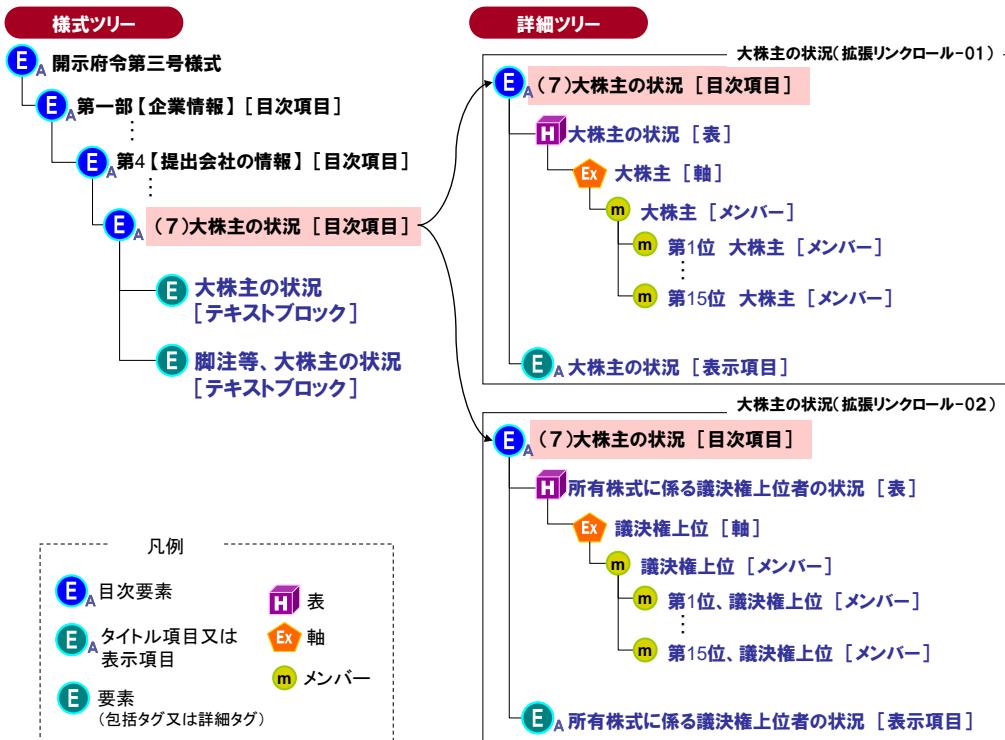 様式ツリー
E A 開示府令第三号様式
E A 第一部【企業情報】［目次項目］
⋮
E A 第4【提出会社の情報】［目次項目］
⋮
E A （７）大株主の状況［目次項目］
E 大株主の状況
［テキストブロック］
E 脚注等、大株主の状況
［テキストブロック］
凡例
E A 目次要素
E A タイトル項目又は
表示項目
E 要素
（包括タグ又は詳細タグ）
H 表
Ex 軸
m メンバー
詳細ツリー
大株主の状況（拡張リンクロール-01）
E A （７）大株主の状況［目次項目］
H 大株主の状況［表］
Ex 大株主［軸］
m 大株主［メンバー］
m 第1位 大株主［メンバー］
⋮
m 第15位 大株主［メンバー］
E A 大株主の状況［表示項目］
大株主の状況（拡張リンクロール-02）
E A （７）大株主の状況［目次項目］
H 所有株式に係る議決権上位者の状況［表］
Ex 議決権上位［軸］
m 議決権上位［メンバー］
m 第1位、議決権上位［メンバー］
⋮
m 第15位、議決権上位［メンバー］
E A 所有株式に係る議決権上位者の状況［表示項目］